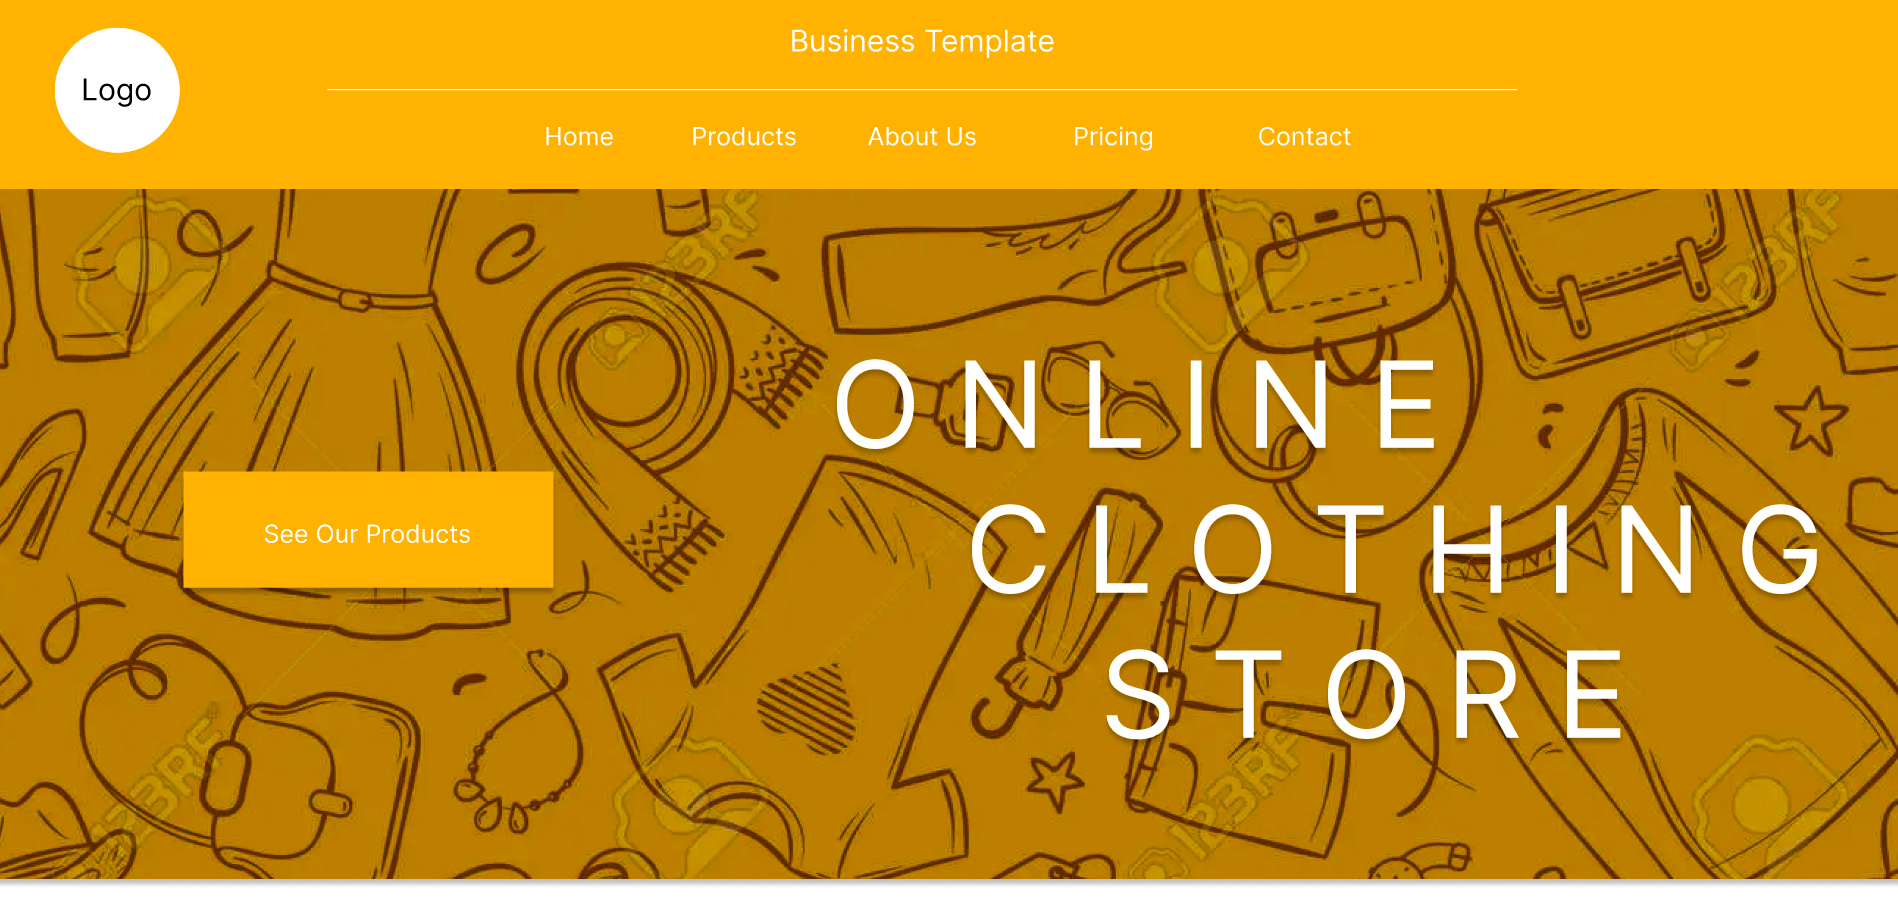 Business Template
Logo
Home Products About Us Pricing Contact
123RF
123RF
ONLINE
CLOTHING
See Our Products
STORE
123RF
123RF